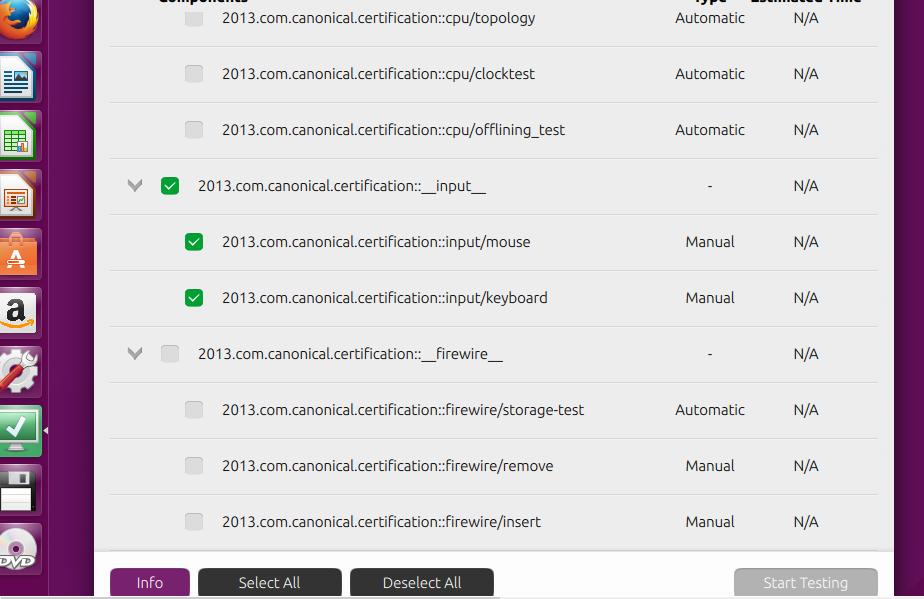 Components Type Estimated Time
2013.com.canonical.certification::cpu/topology Automatic N/A
2013.com.canonical.certification::cpu/clocktest Automatic N/A
2013.com.canonical.certification::cpu/offlining_test Automatic N/A
2013.com.canonical.certification::__input__ - N/A
2013.com.canonical.certification::input/mouse Manual N/A
2013.com.canonical.certification::input/keyboard Manual N/A
2013.com.canonical.certification::__firewire__ - N/A
2013.com.canonical.certification::firewire/storage-test Automatic N/A
2013.com.canonical.certification::firewire/remove Manual N/A
2013.com.canonical.certification::firewire/insert Manual N/A
Info Select All Deselect All Start Testing
A
a
DVD